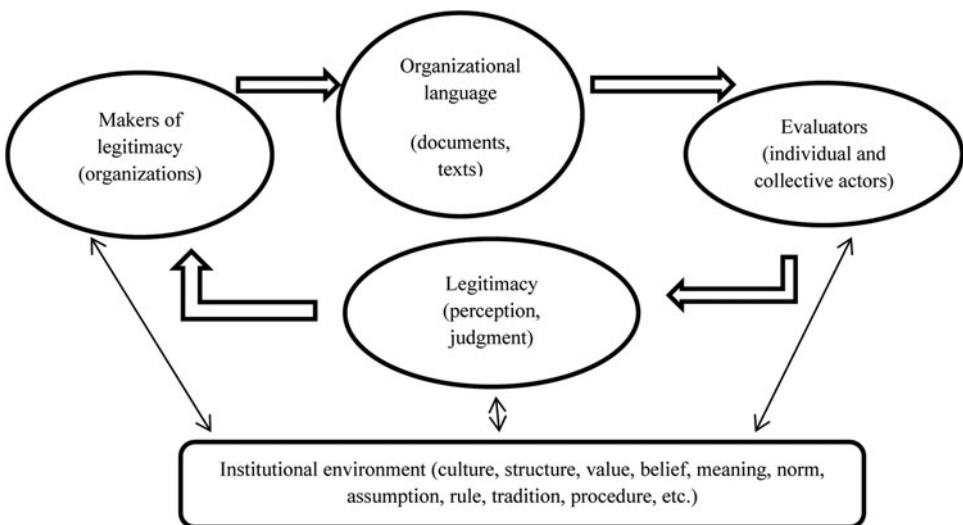 Makers of
legitimacy
(organizations)
Organizational
language
(documents,
texts)
Evaluators
(individual and
collective actors)
Legitimacy
(perception,
judgment)
Institutional environment (culture, structure, value, belief, meaning, norm,
assumption, rule, tradition, procedure, etc.)